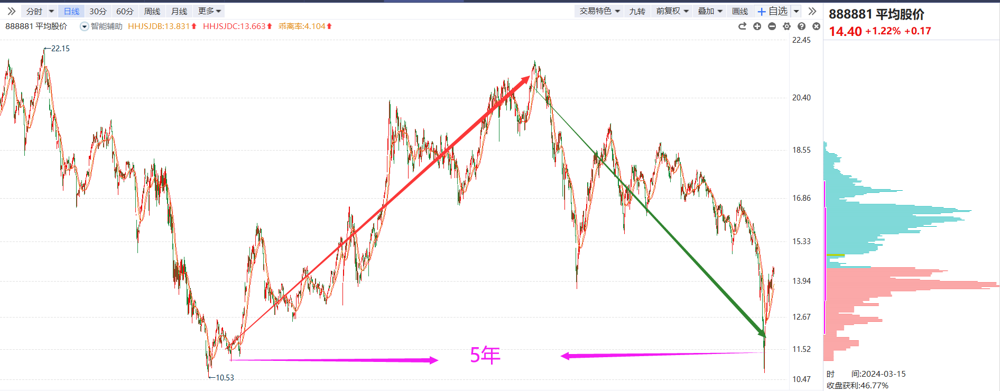 分时 日线 30分 60分 周线 月线 更多 交易特色 九转 前复权 叠加 画线 +自选
888881 平均股价 智能辅助 HHJSJDB:13.831 HHJSJDC:13.663 乖离率:4.104
888881 平均股价
14.40 +1.22% +0.17
22.45
←22.15
20.40
18.55
16.86
15.33
13.94
12.67
11.52
5年
←10.53
10.47
时 间:2024-03-15
收盘获利:46.77%